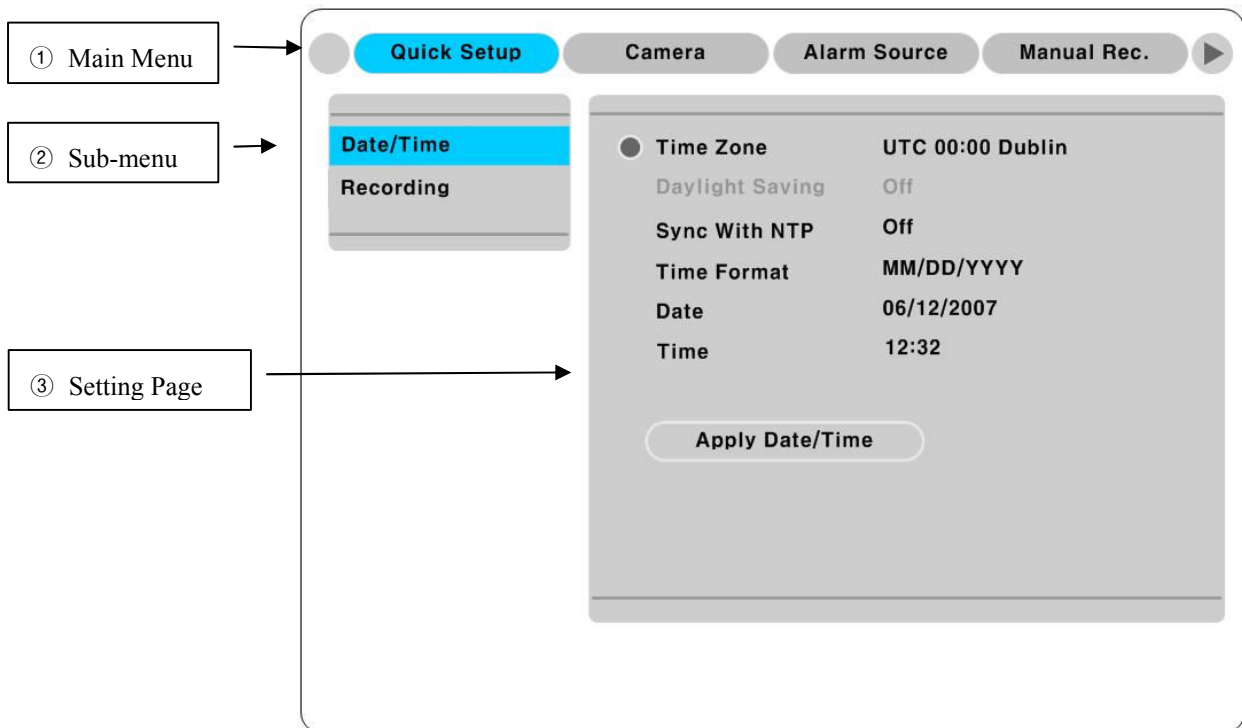 ① Main Menu
Quick Setup Camera Alarm Source Manual Rec.
② Sub-menu
Date/Time
Recording
③ Setting Page
Time Zone UTC 00:00 Dublin
Daylight Saving Off
Sync With NTP Off
Time Format MM/DD/YYYY
Date 06/12/2007
Time 12:32
Apply Date/Time